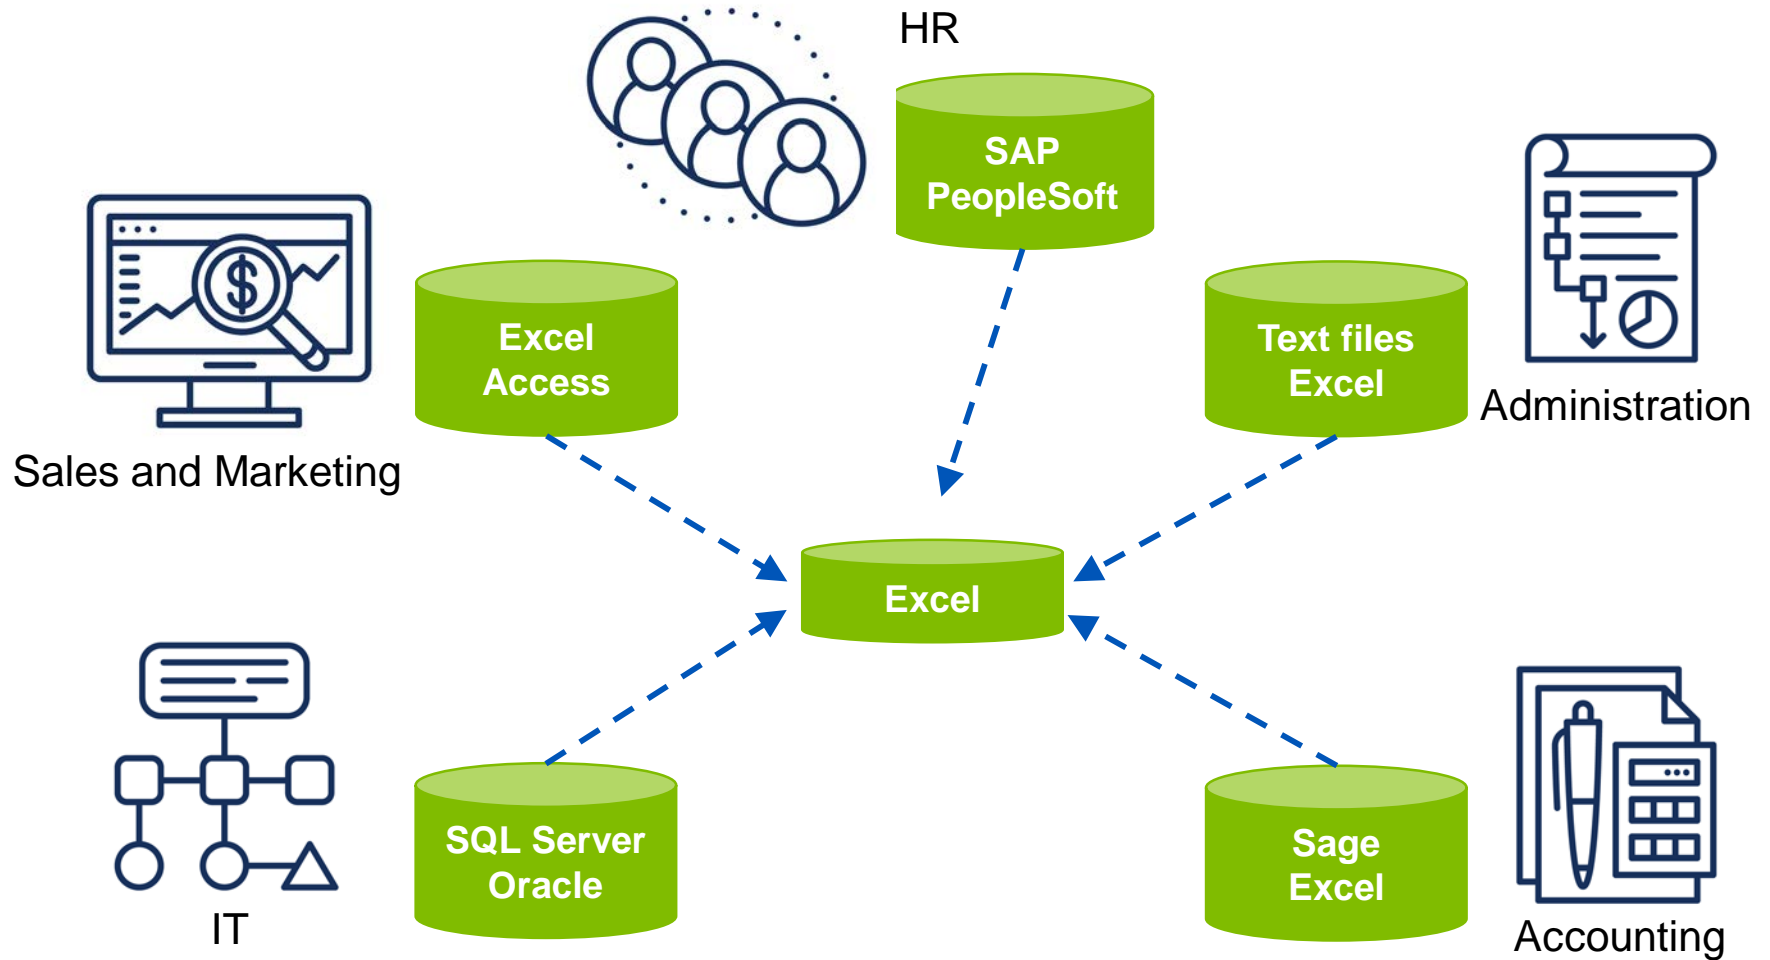 HR
SAP
PeopleSoft
Excel
Access
Sales and Marketing
Text files
Excel
Administration
Excel
SQL Server
Oracle
IT
Sage
Excel
Accounting
$